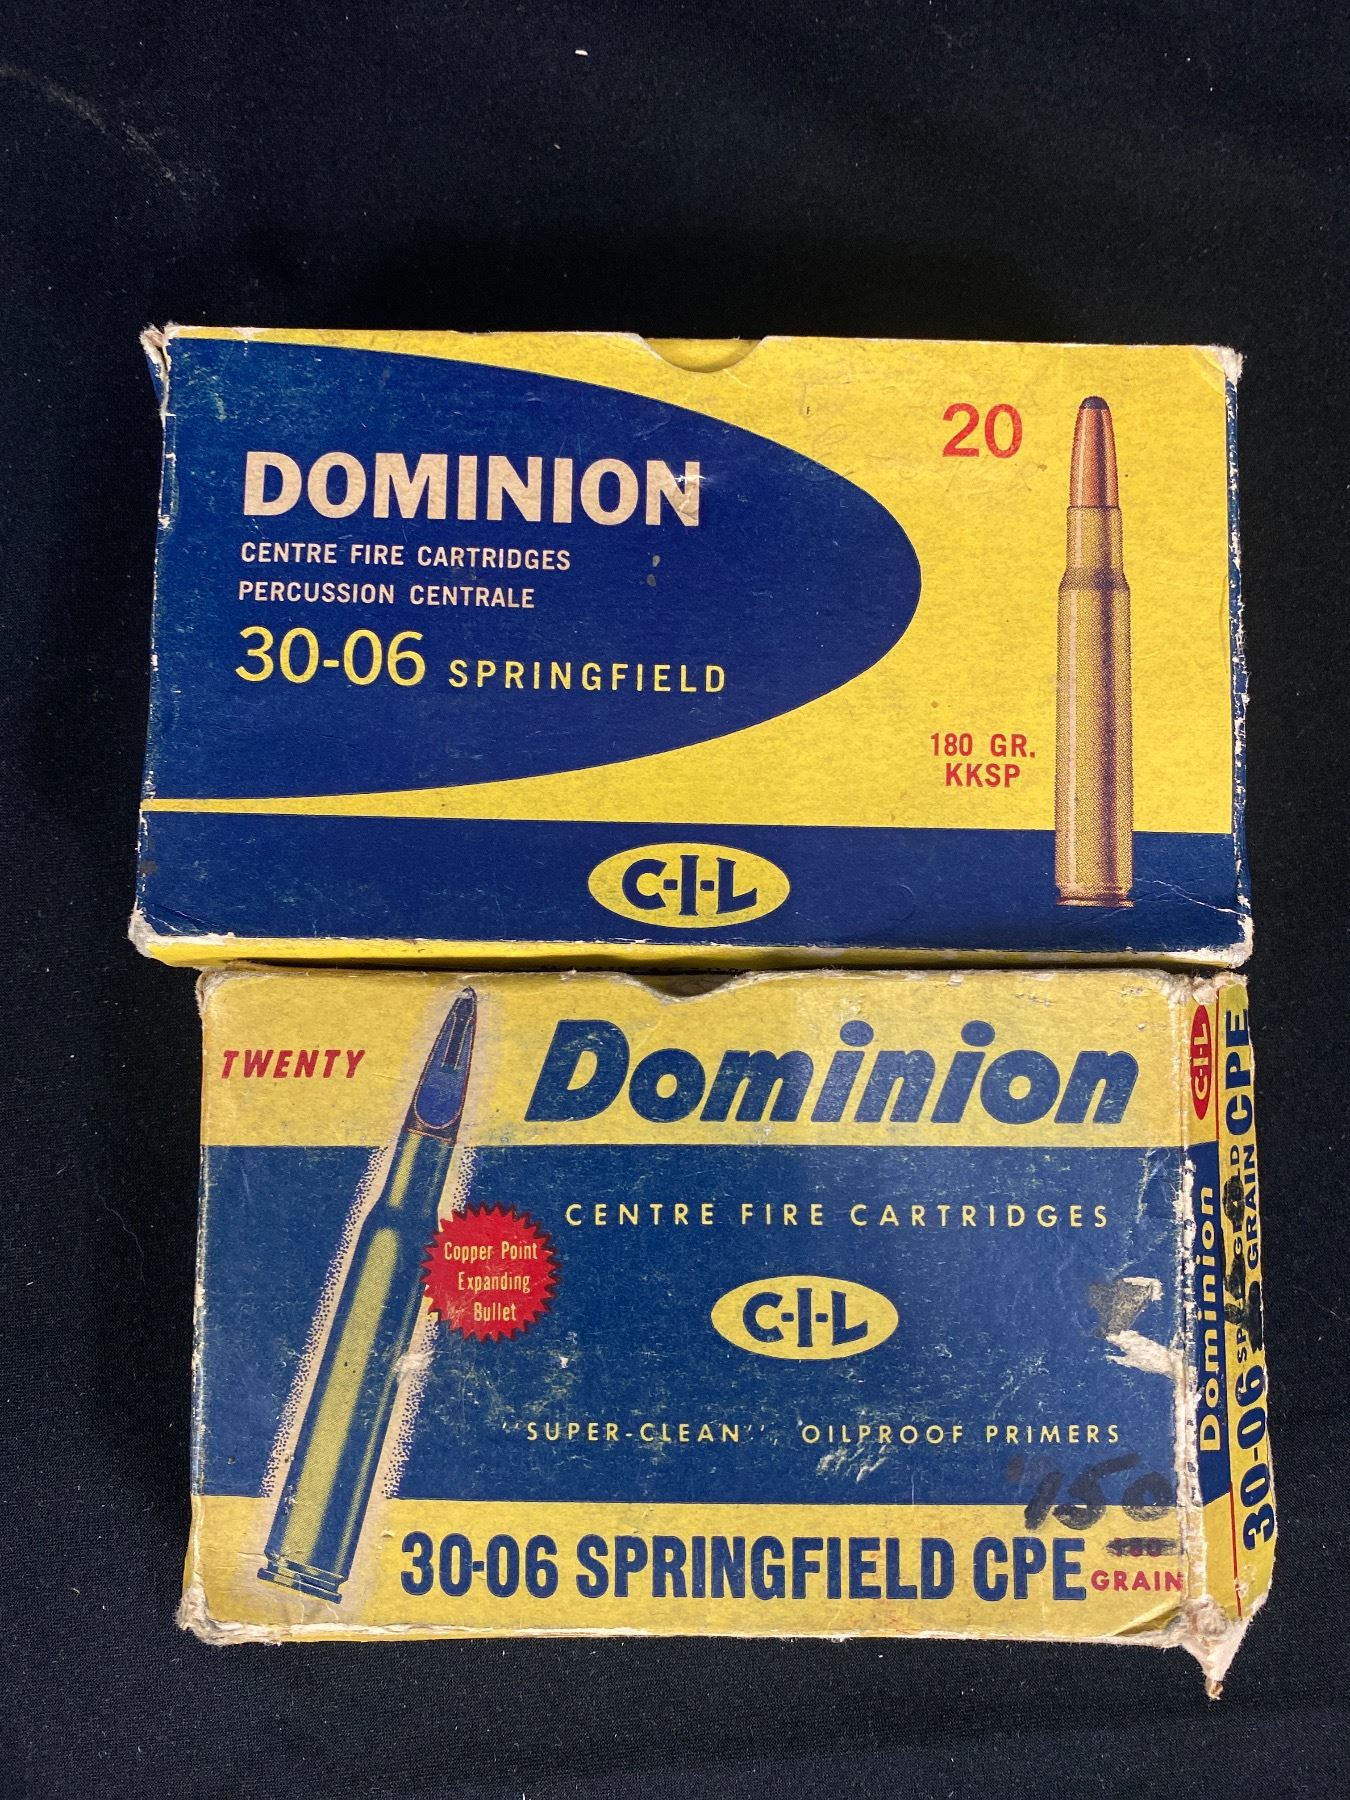 DOMINION
CENTRE FIRE CARTRIDGES
PERCUSSION CENTRALE
30-06 SPRINGFIELD
20
180 GR.
KKSP
C-I-L
TWENTY
Dominion
CENTRE FIRE CARTRIDGES
Copper Point
Expanding
Bullet
C-I-L
"SUPER-CLEAN", OILPROOF PRIMERS
150
30-06 SPRINGFIELD CPE
GRAIN
C-I-L
Dominion
30-06
GRAIN CPE